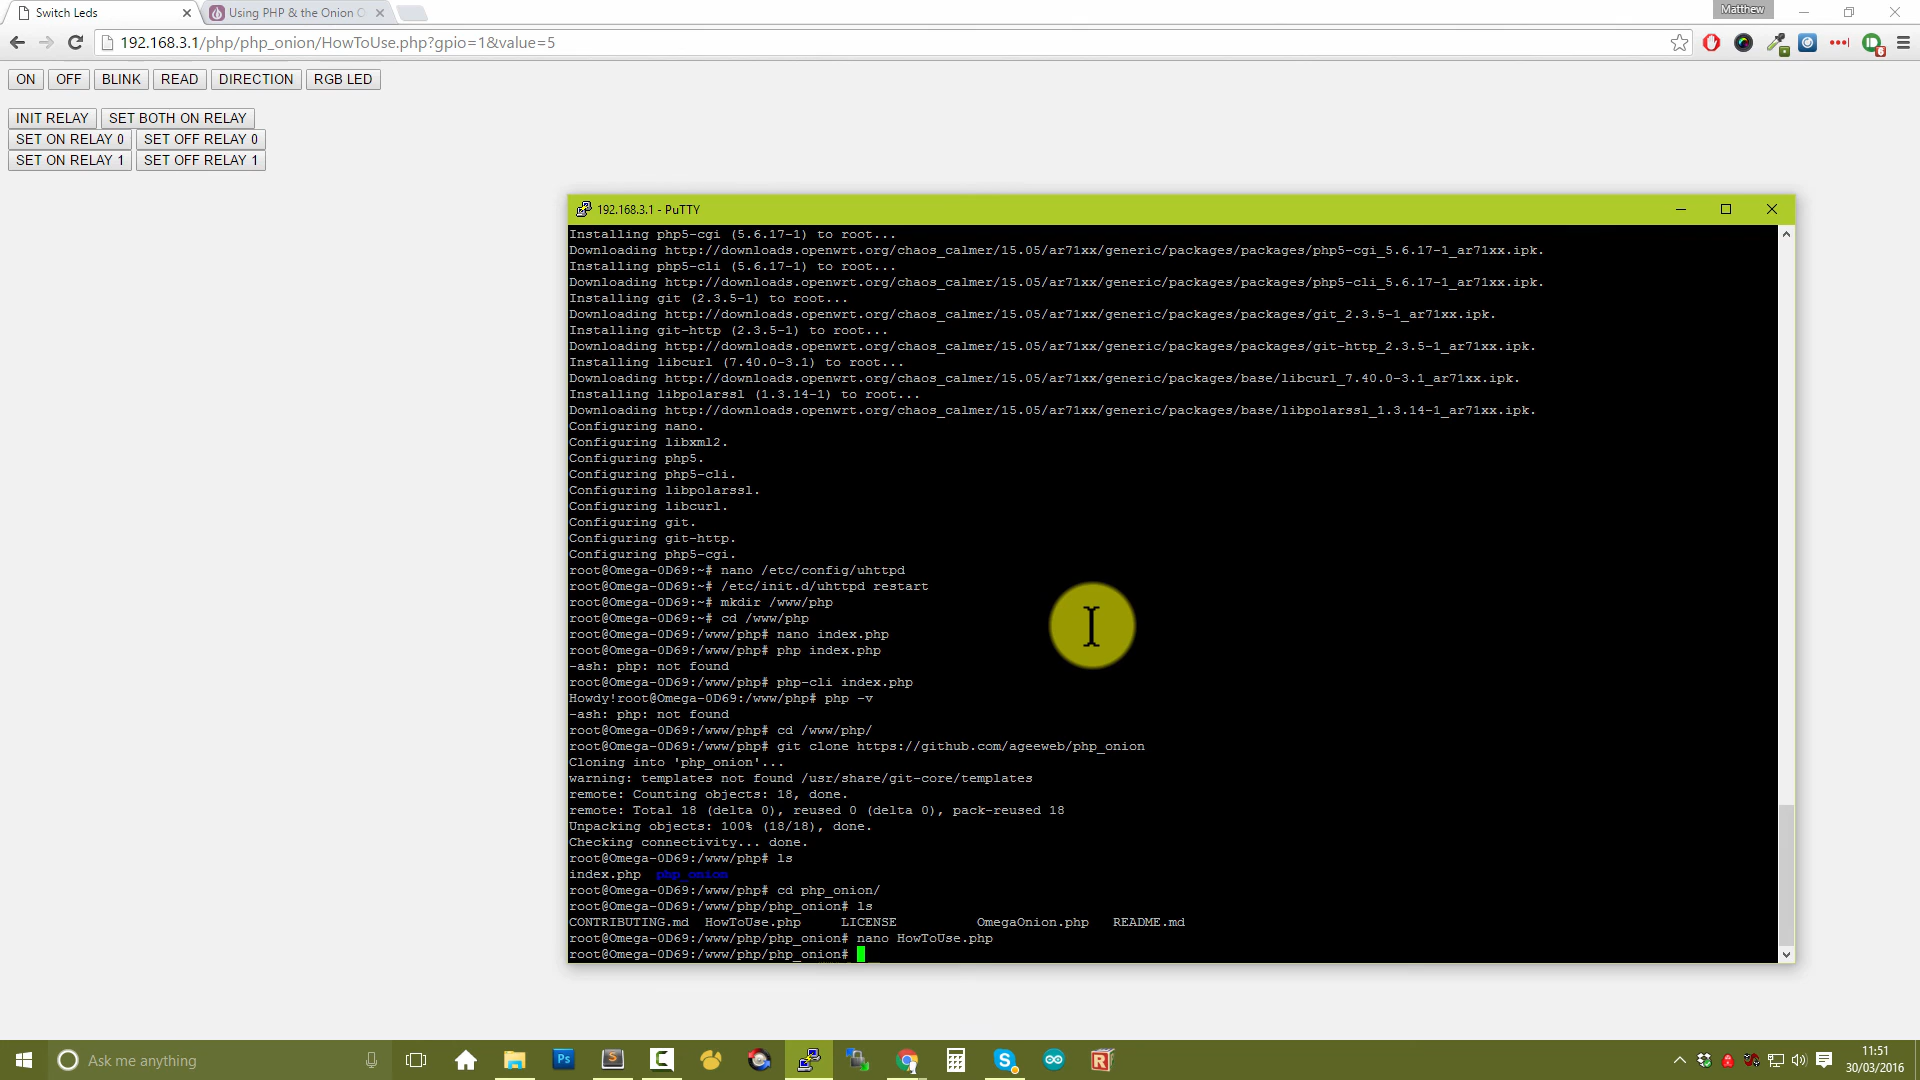 Switch Leds
Using PHP & the Onion O
Matthew
192.168.3.1/php/php_onion/HowToUse.php?gpio=1&value=5
ON OFF BLINK READ DIRECTION RGB LED
INIT RELAY SET BOTH ON RELAY
SET ON RELAY 0 SET OFF RELAY 0
SET ON RELAY 1 SET OFF RELAY 1
192.168.3.1 - PuTTY
Installing php5-cgi (5.6.17-1) to root...
Downloading http://downloads.openwrt.org/chaos_calmer/15.05/ar71xx/generic/packages/packages/php5-cgi_5.6.17-1_ar71xx.ipk.
Installing php5-cli (5.6.17-1) to root...
Downloading http://downloads.openwrt.org/chaos_calmer/15.05/ar71xx/generic/packages/packages/php5-cli_5.6.17-1_ar71xx.ipk.
Installing git (2.3.5-1) to root...
Downloading http://downloads.openwrt.org/chaos_calmer/15.05/ar71xx/generic/packages/packages/git_2.3.5-1_ar71xx.ipk.
Installing git-http (2.3.5-1) to root...
Downloading http://downloads.openwrt.org/chaos_calmer/15.05/ar71xx/generic/packages/packages/git-http_2.3.5-1_ar71xx.ipk.
Installing libcurl (7.40.0-3.1) to root...
Downloading http://downloads.openwrt.org/chaos_calmer/15.05/ar71xx/generic/packages/base/libcurl_7.40.0-3.1_ar71xx.ipk.
Installing libpolarssl (1.3.14-1) to root...
Downloading http://downloads.openwrt.org/chaos_calmer/15.05/ar71xx/generic/packages/base/libpolarssl_1.3.14-1_ar71xx.ipk.
Configuring nano.
Configuring libxml2.
Configuring php5.
Configuring php5-cli.
Configuring libpolarssl.
Configuring libcurl.
Configuring git.
Configuring git-http.
Configuring php5-cgi.
root@Omega-0D69:~# nano /etc/config/uhttpd
root@Omega-0D69:~# /etc/init.d/uhttpd restart
root@Omega-0D69:~# mkdir /www/php
root@Omega-0D69:~# cd /www/php
root@Omega-0D69:/www/php# nano index.php
root@Omega-0D69:/www/php# php index.php
-ash: php: not found
root@Omega-0D69:/www/php# php-cli index.php
Howdy!root@Omega-0D69:/www/php# php -v
-ash: php: not found
root@Omega-0D69:/www/php# cd /www/php/
root@Omega-0D69:/www/php# git clone https://github.com/ageeweb/php_onion
Cloning into 'php_onion'...
warning: templates not found /usr/share/git-core/templates
remote: Counting objects: 18, done.
remote: Total 18 (delta 0), reused 0 (delta 0), pack-reused 18
Unpacking objects: 100% (18/18), done.
Checking connectivity... done.
root@Omega-0D69:/www/php# ls
index.php php_onion
root@Omega-0D69:/www/php# cd php_onion/
root@Omega-0D69:/www/php/php_onion# ls
CONTRIBUTING.md HowToUse.php LICENSE OmegaOnion.php README.md
root@Omega-0D69:/www/php/php_onion# nano HowToUse.php
root@Omega-0D69:/www/php/php_onion#
Ask me anything
11:51
30/03/2016